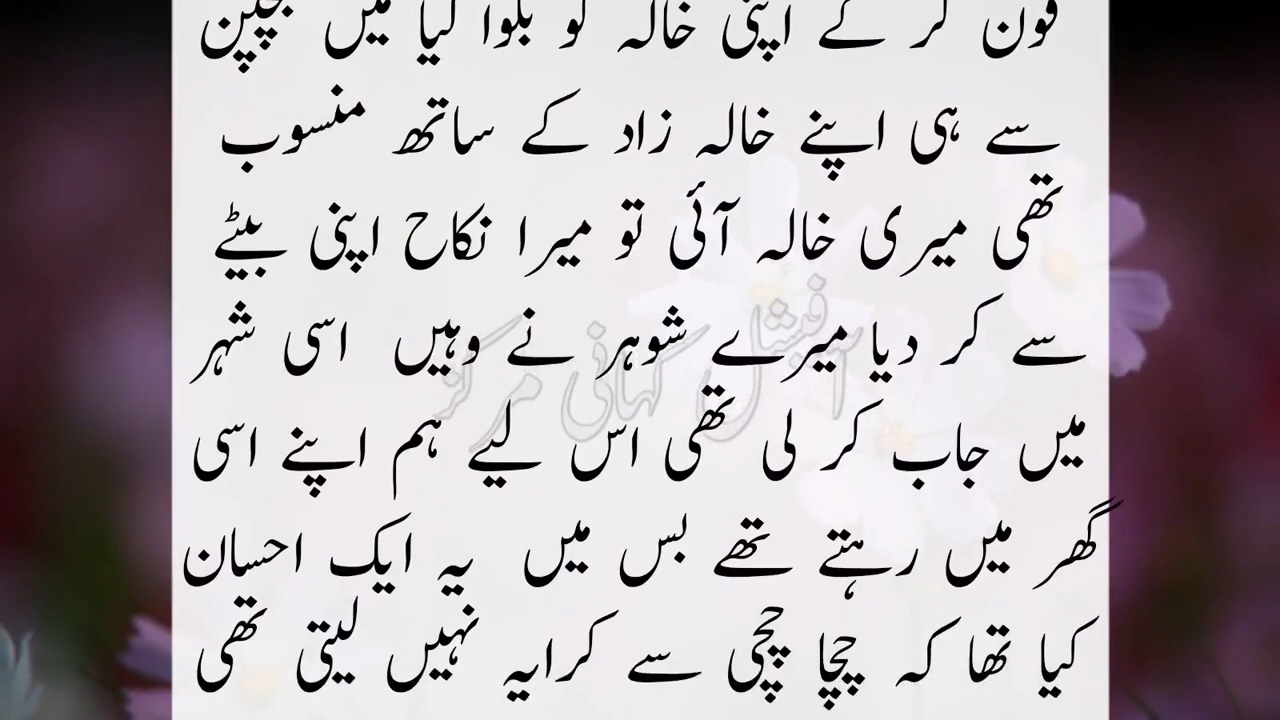 فون کر کے اپنی خالہ کو بلوا لیا میں بچپن
سے ہی اپنے خالہ زاد کے ساتھ منسوب
تھی میری خالہ آئی تو میرا نکاح اپنی بیٹے
سے کر دیا میرے شوہر نے وہیں اسی شہر
میں جاب کر لی تھی اس لیے ہم اپنے اسی
گھر میں رہتے تھے بس میں یہ ایک احسان
کیا تھا کہ چچا چچی سے کرایہ نہیں لیتی تھی
آفیشل کہانی مرکز